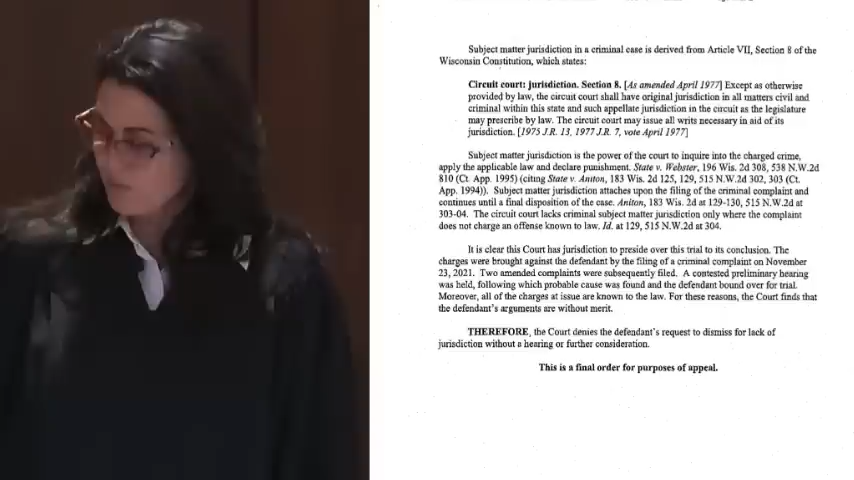 Subject matter jurisdiction in a criminal case is derived from Article VII, Section 8 of the
Wisconsin Constitution, which states:
Circuit court: jurisdiction. Section 8. [As amended April 1977] Except as otherwise
provided by law, the circuit court shall have original jurisdiction in all matters civil and
criminal within this state and such appellate jurisdiction in the circuit as the legislature
may prescribe by law. The circuit court may issue all writs necessary in aid of its
jurisdiction. [1975 J.R. 13, 1977 J.R. 7, vote April 1977]
Subject matter jurisdiction is the power of the court to inquire into the charged crime,
apply the applicable law and declare punishment. State v. Webster, 196 Wis. 2d 308, 538 N.W.2d
810 (Ct. App. 1995) (citing State v. Aniton, 183 Wis. 2d 125, 129, 515 N.W.2d 302, 303 (Ct.
App. 1994)). Subject matter jurisdiction attaches upon the filing of the criminal complaint and
continues until a final disposition of the case. Aniton, 183 Wis. 2d at 129-130, 515 N.W.2d at
303-04. The circuit court lacks criminal subject matter jurisdiction only where the complaint
does not charge an offense known to law. Id. at 129, 515 N.W.2d at 304.
It is clear this Court has jurisdiction to preside over this trial to its conclusion. The
charges were brought against the defendant by the filing of a criminal complaint on November
23, 2021. Two amended complaints were subsequently filed. A contested preliminary hearing
was held, following which probable cause was found and the defendant bound over for trial.
Moreover, all of the charges at issue are known to the law. For these reasons, the Court finds that
the defendant's arguments are without merit.
THEREFORE, the Court denies the defendant's request to dismiss for lack of
jurisdiction without a hearing or further consideration.
This is a final order for purposes of appeal.